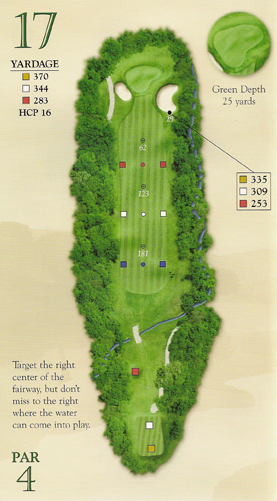 17
YARDAGE
370
344
283
HCP 16
Green Depth
25 yards
62
123
181
335
309
253
Target the right
center of the
fairway, but don't
miss to the right
where the water
can come into play.
PAR
4